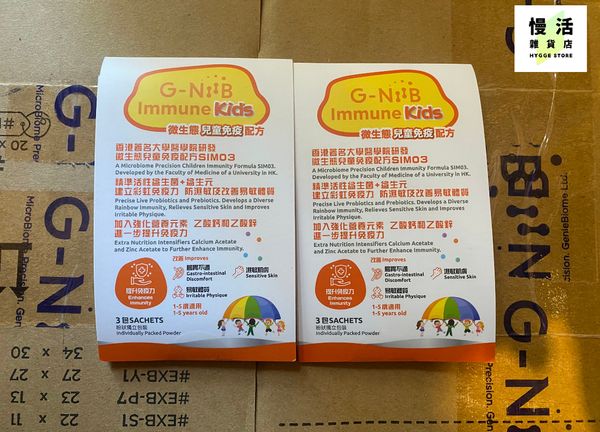 慢活
雜貨店
HYGGE STORE
G-NiiB
Immune Kids
微生態兒童免疫配方
香港著名大學醫學院研發
微生態兒童免疫配方SIM03
A Microbiome Precision Children Immunity Formula SIM03.
Developed by the Faculty of Medicine of a University in HK.
精準活性益生菌+益生元
建立彩虹免疫力 防濕敏及改善易敏體質
Precise Live Probiotics and Prebiotics. Develops a Diverse
Rainbow Immunity, Relieves Sensitive Skin and Improves
Irritable Physique.
加入強化營養元素 乙酸鈣和乙酸鋅
進一步提升免疫力
Extra Nutrition Intensifiers Calcium Acetate
and Zinc Acetate to Further Enhance Immunity.
提升免疫力
Enhances
Immunity
改善 Improves
腸胃不適
Gastro-intestinal
Discomfort
濕敏肌膚
Sensitive Skin
易敏體質
Irritable Physique
1-5歲適用
1-5 years old
3包SACHETS
粉狀獨立包裝
Individually Packed Powder
G-NiiB
Immune Kids
微生態兒童免疫配方
香港著名大學醫學院研發
微生態兒童免疫配方SIM03
A Microbiome Precision Children Immunity Formula SIM03.
Developed by the Faculty of Medicine of a University in HK.
精準活性益生菌+益生元
建立彩虹免疫力 防濕敏及改善易敏體質
Precise Live Probiotics and Prebiotics. Develops a Diverse
Rainbow Immunity, Relieves Sensitive Skin and Improves
Irritable Physique.
加入強化營養元素 乙酸鈣和乙酸鋅
進一步提升免疫力
Extra Nutrition Intensifiers Calcium Acetate
and Zinc Acetate to Further Enhance Immunity.
提升免疫力
Enhances
Immunity
改善 Improves
腸胃不適
Gastro-intestinal
Discomfort
濕敏肌膚
Sensitive Skin
易敏體質
Irritable Physique
1-5歲適用
1-5 years old
3包SACHETS
粉狀獨立包裝
Individually Packed Powder
#EXB-S1
#EXB-P7
#EXB-Y1
22 x 11
23 x 13
27 x 27
34 x 30